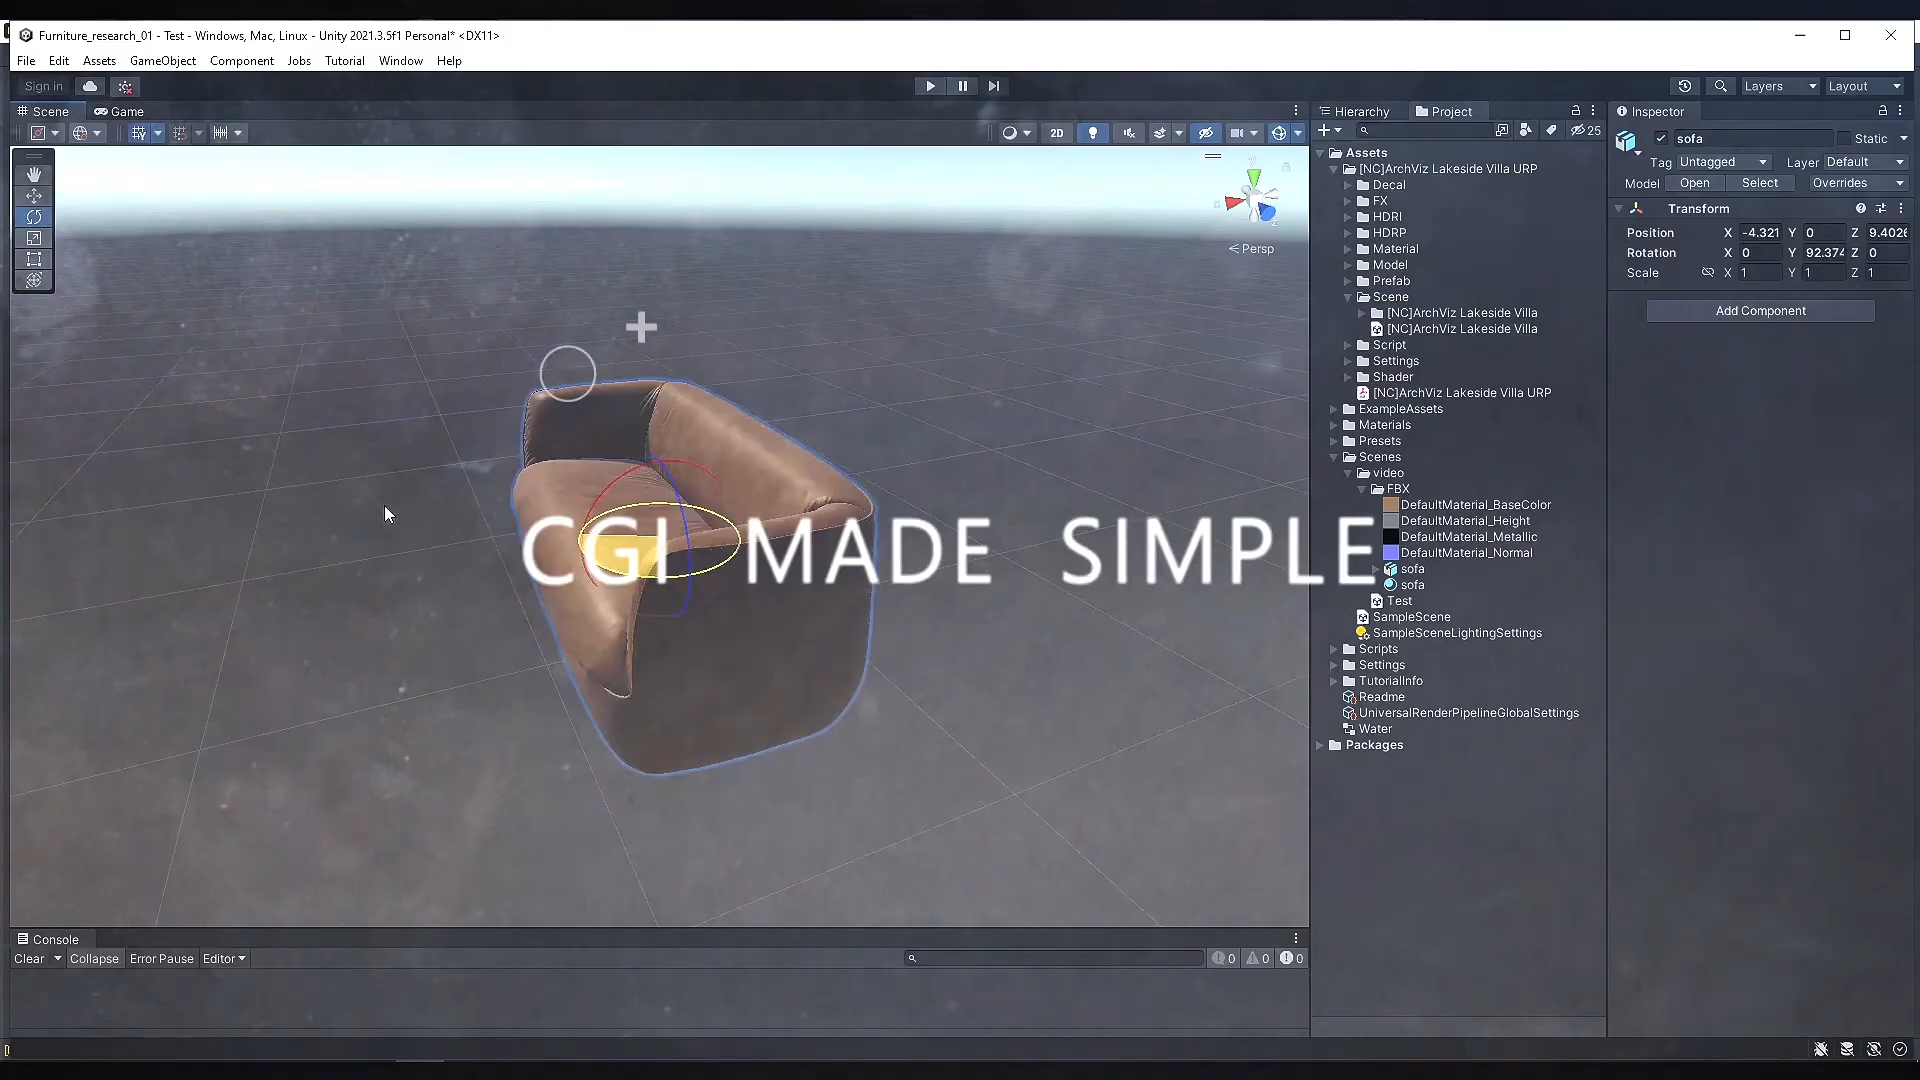 Furniture_research_01 - Test - Windows, Mac, Linux - Unity 2021.3.5f1 Personal* <DX11>
File Edit Assets GameObject Component Jobs Tutorial Window Help
Sign in
Layers
Layout
Scene
Game
2D
y
x
z
Persp
CGI MADE SIMPLE
Console
Clear
Collapse
Error Pause
Editor
0
0
0
Hierarchy
Project
25
Assets
[NC]ArchViz Lakeside Villa URP
Decal
FX
HDRI
HDRP
Material
Model
Prefab
Scene
[NC]ArchViz Lakeside Villa
[NC]ArchViz Lakeside Villa
Script
Settings
Shader
[NC]ArchViz Lakeside Villa URP
ExampleAssets
Materials
Presets
Scenes
video
FBX
DefaultMaterial_BaseColor
DefaultMaterial_Height
DefaultMaterial_Metallic
DefaultMaterial_Normal
sofa
sofa
Test
SampleScene
SampleSceneLightingSettings
Scripts
Settings
TutorialInfo
Readme
UniversalRenderPipelineGlobalSettings
Water
Packages
Inspector
sofa
Static
Tag Untagged
Layer Default
Model Open Select Overrides
Transform
Position X -4.321 Y 0 Z 9.402
Rotation X 0 Y 92.374 Z 0
Scale X 1 Y 1 Z 1
Add Component